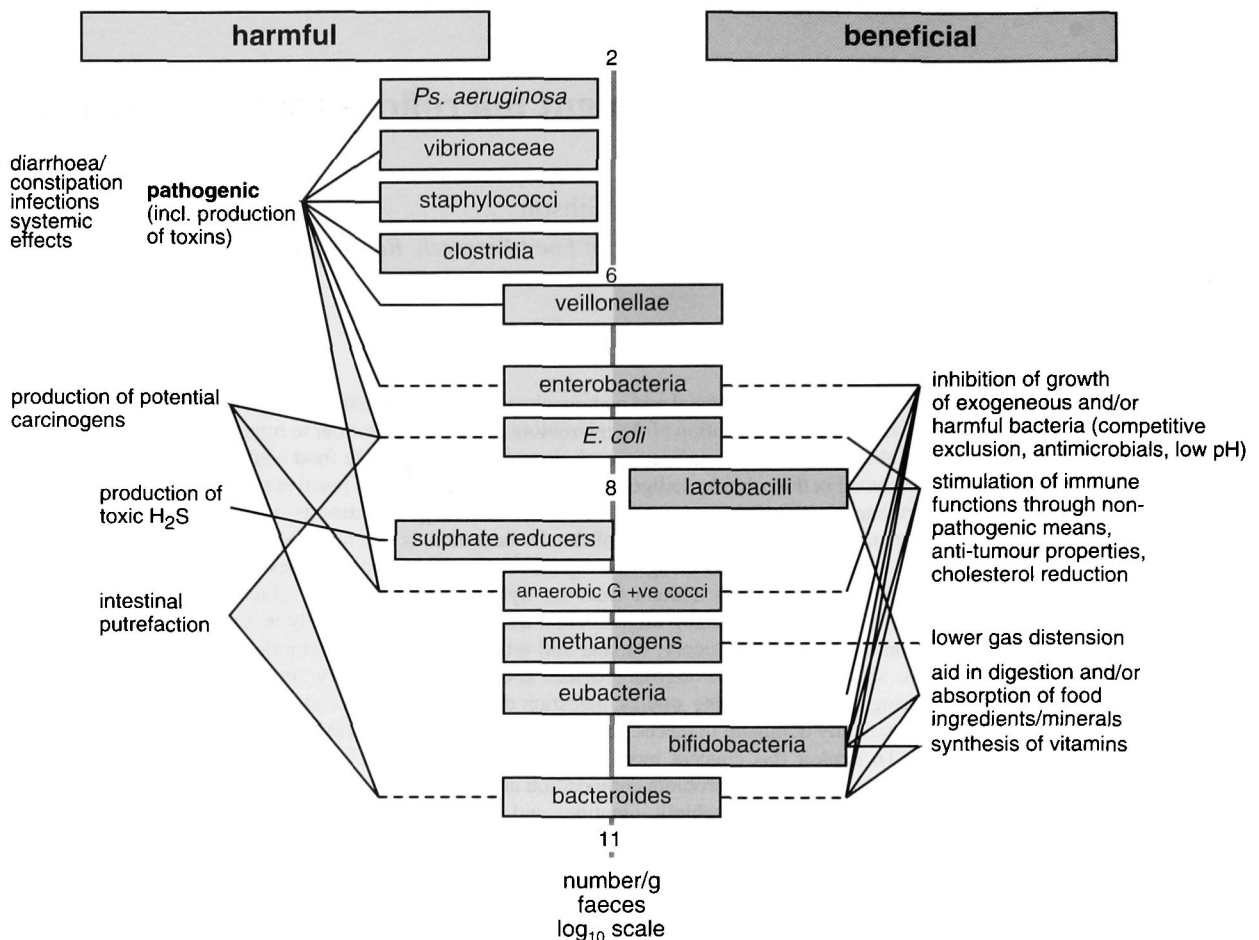 harmful
beneficial
2
Ps. aeruginosa
vibrionaceae
staphylococci
clostridia
6
veillonellae
enterobacteria
E. coli
lactobacilli
8
sulphate reducers
anaerobic G +ve cocci
methanogens
eubacteria
bifidobacteria
bacteroides
11
number/g
faeces
log₁₀ scale
diarrhoea/
constipation
infections
systemic
effects
pathogenic
(incl. production
of toxins)
production of potential
carcinogens
production of
toxic H₂S
intestinal
putrefaction
inhibition of growth
of exogeneous and/or
harmful bacteria (competitive
exclusion, antimicrobials, low pH)
stimulation of immune
functions through non-
pathogenic means,
anti-tumour properties,
cholesterol reduction
lower gas distension
aid in digestion and/or
absorption of food
ingredients/minerals
synthesis of vitamins